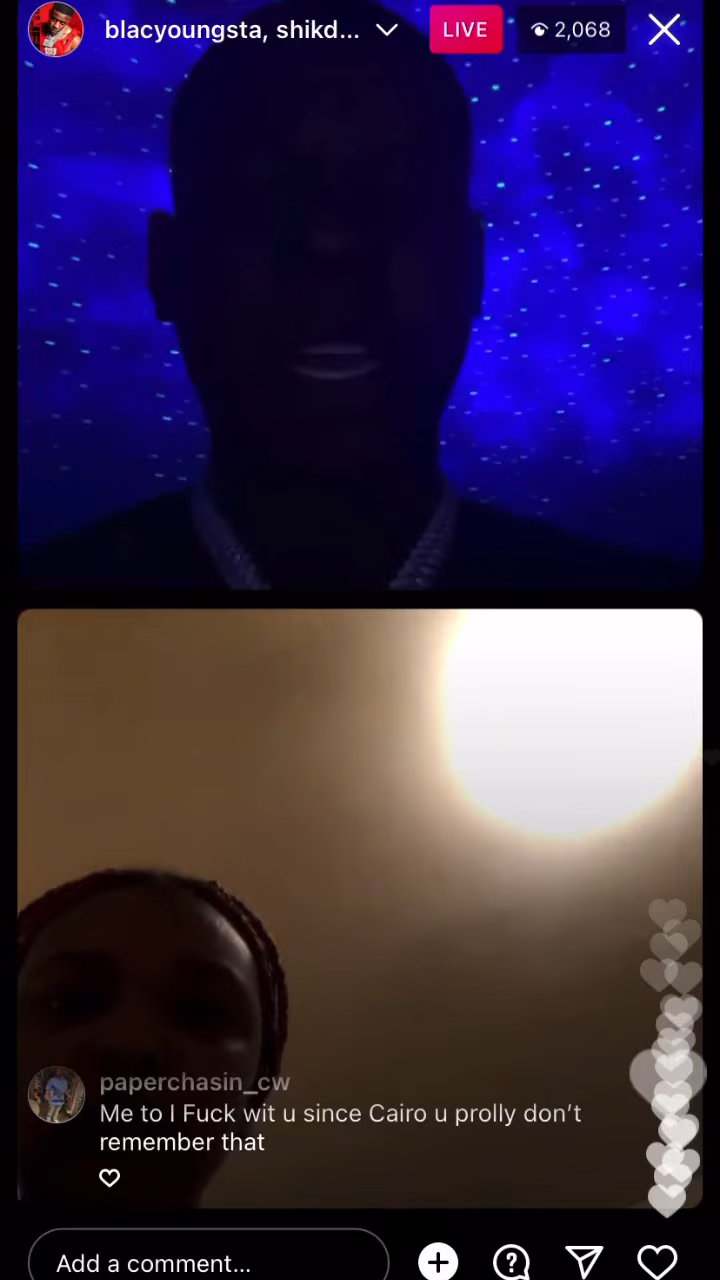 blacyoungsta, shikd...
LIVE
2,068
paperchasin_cw
Me to I Fuck wit u since Cairo u prolly don't
remember that
Add a comment...